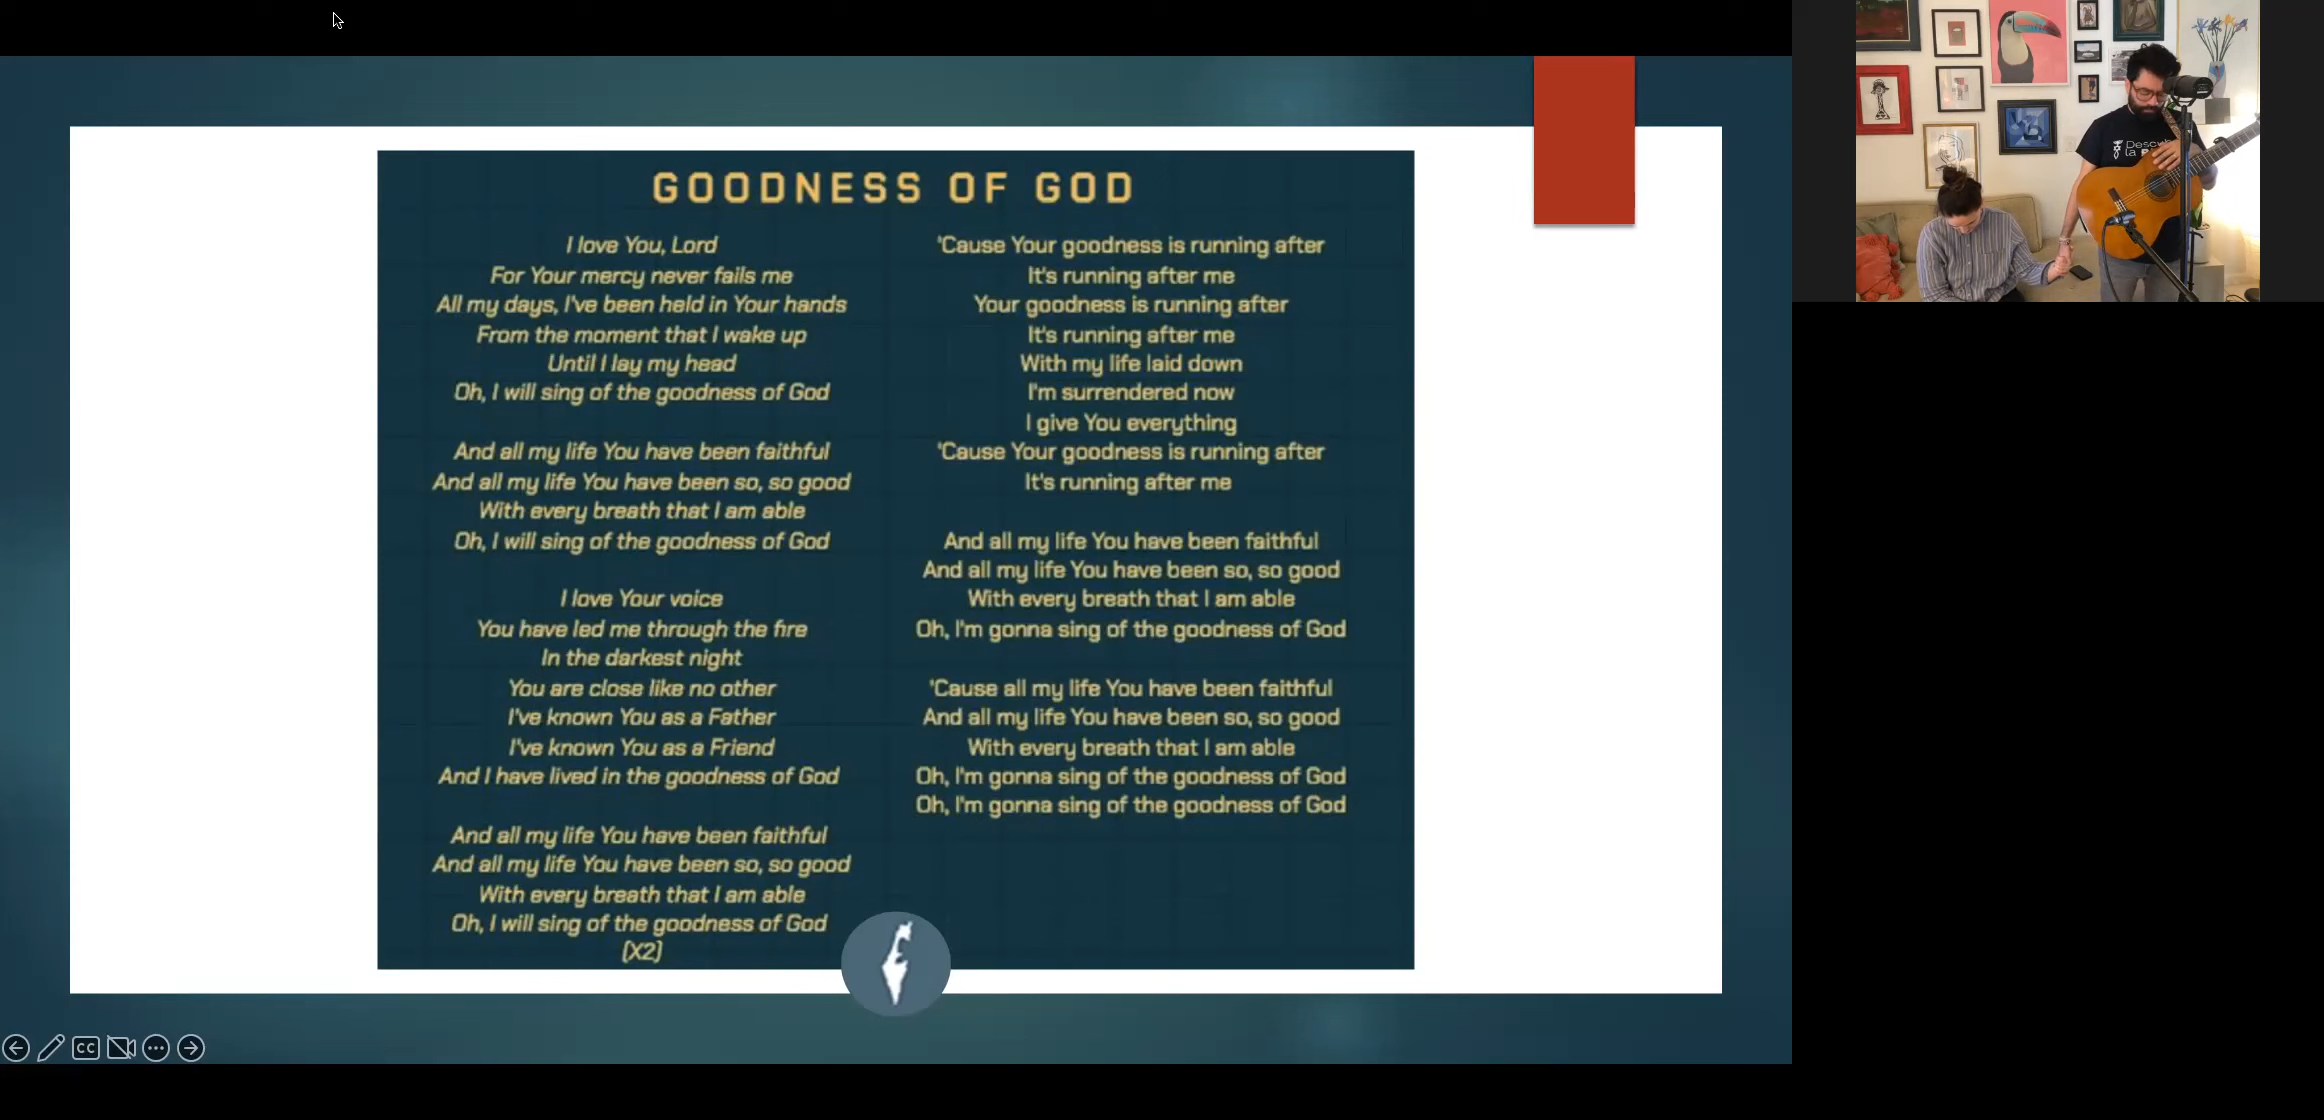 GOODNESS OF GOD
I love You, Lord
For Your mercy never fails me
All my days, I've been held in Your hands
From the moment that I wake up
Until I lay my head
Oh, I will sing of the goodness of God
And all my life You have been faithful
And all my life You have been so, so good
With every breath that I am able
Oh, I will sing of the goodness of God
I love Your voice
You have led me through the fire
In the darkest night
You are close like no other
I've known You as a Father
I've known You as a Friend
And I have lived in the goodness of God
And all my life You have been faithful
And all my life You have been so, so good
With every breath that I am able
Oh, I will sing of the goodness of God
(X2)
'Cause Your goodness is running after
It's running after me
Your goodness is running after
It's running after me
With my life laid down
I'm surrendered now
I give You everything
'Cause Your goodness is running after
It's running after me
And all my life You have been faithful
And all my life You have been so, so good
With every breath that I am able
Oh, I'm gonna sing of the goodness of God
'Cause all my life You have been faithful
And all my life You have been so, so good
With every breath that I am able
Oh, I'm gonna sing of the goodness of God
Oh, I'm gonna sing of the goodness of God
CC
la